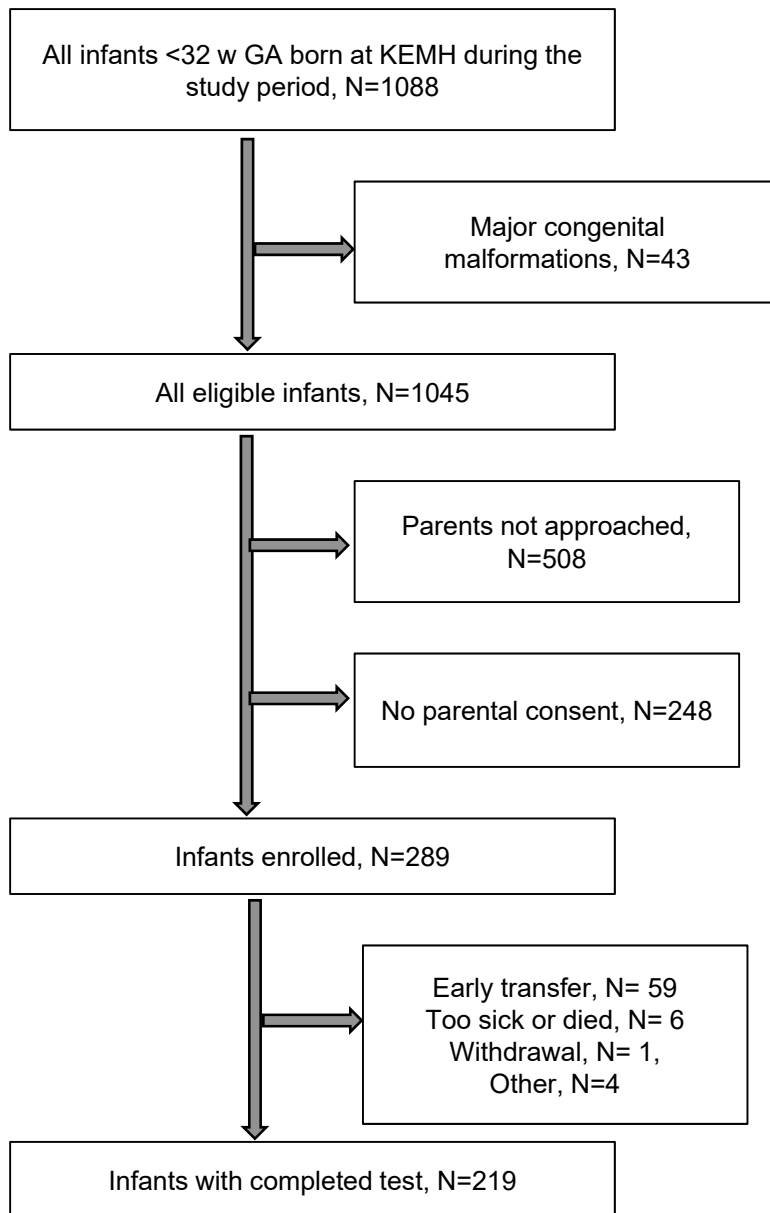 All infants <32 w GA born at KEMH during the
study period, N=1088
Major congenital
malformations, N=43
All eligible infants, N=1045
Parents not approached,
N=508
No parental consent, N=248
Infants enrolled, N=289
Early transfer, N= 59
Too sick or died, N= 6
Withdrawal, N= 1,
Other, N=4
Infants with completed test, N=219